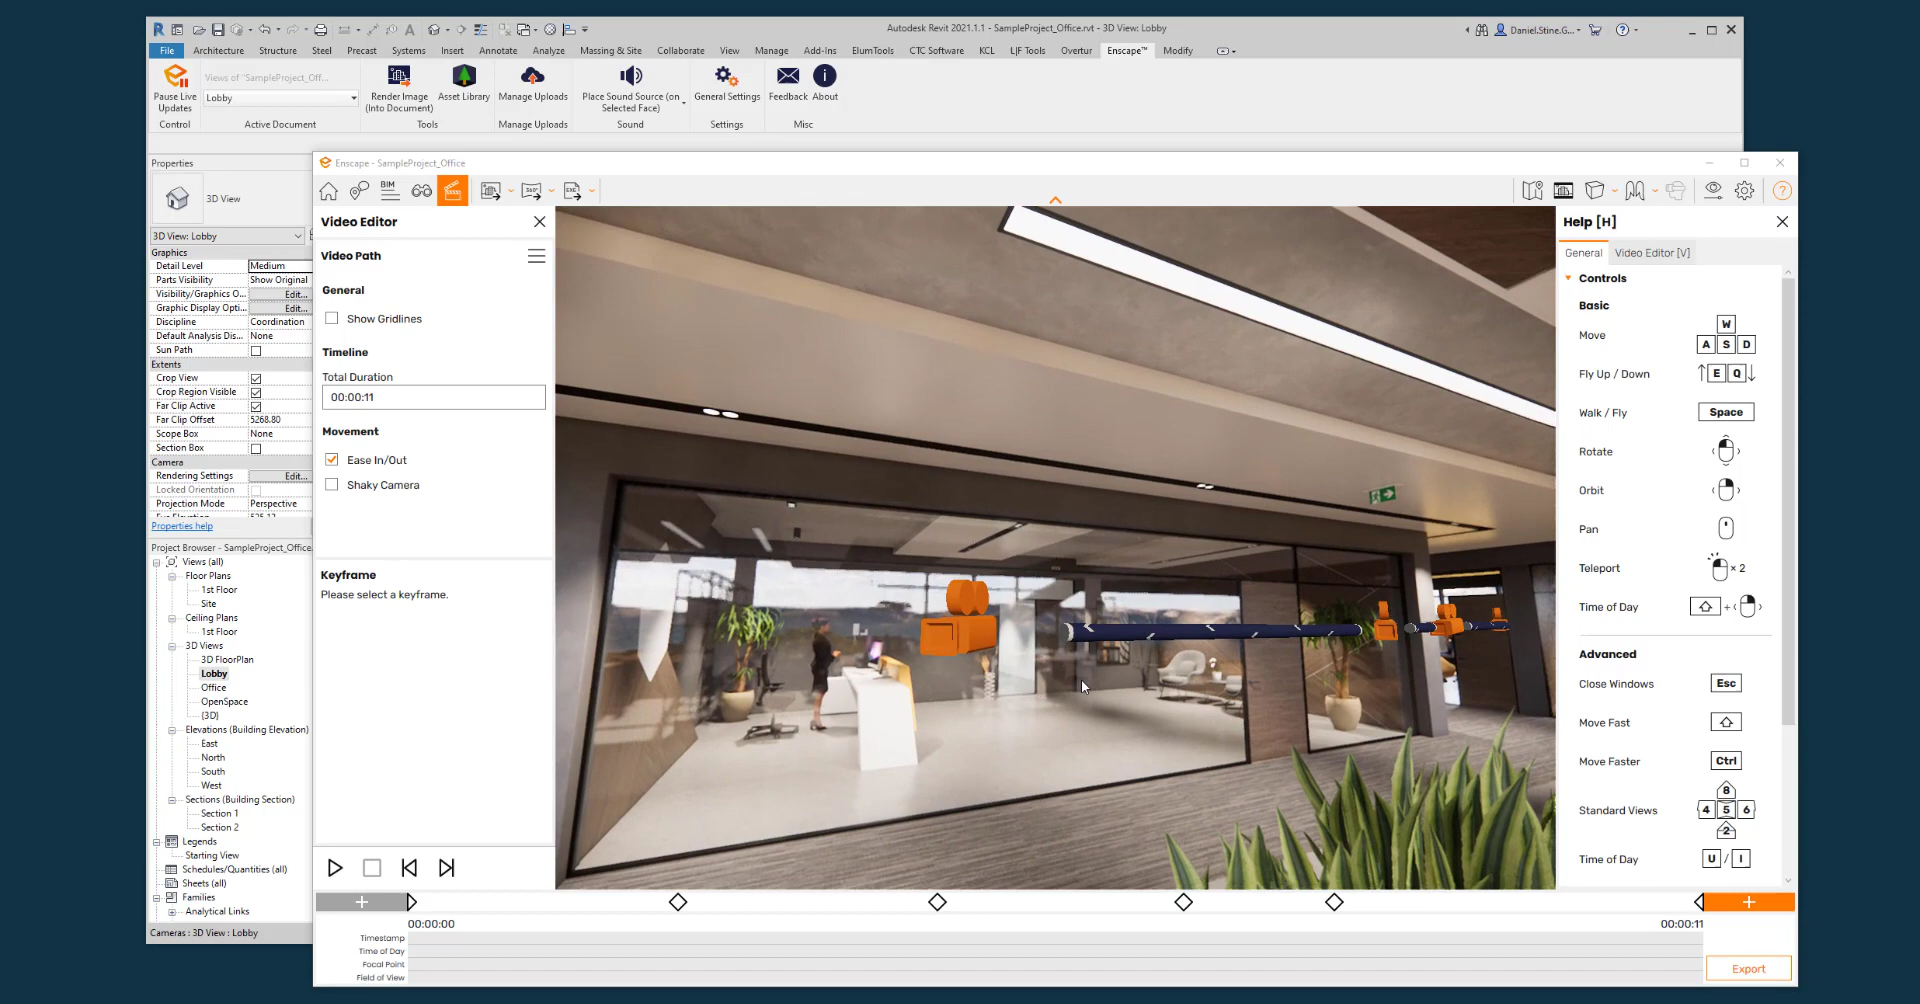 Autodesk Revit 2021.1.1 - SampleProject_Office.rvt - 3D View: Lobby
Daniel.Stine.G...
File Architecture Structure Steel Precast Systems Insert Annotate Analyze Massing & Site Collaborate View Manage Add-Ins ElumTools CTC Software KCL LJF Tools Overtur Enscape™ Modify
Views of "SampleProject_Off...
Lobby
Pause Live
Updates
Render Image
(Into Document)
Asset Library
Manage Uploads
Place Sound Source (on
Selected Face)
General Settings
Feedback
About
Control Active Document Tools Manage Uploads Sound Settings Misc
Properties
3D View
3D View: Lobby
Graphics
Detail Level Medium
Parts Visibility Show Original
Visibility/Graphics O... Edit...
Graphic Display Opti... Edit...
Discipline Coordination
Default Analysis Dis... None
Sun Path
Extents
Crop View
Crop Region Visible
Far Clip Active
Far Clip Offset 5268.80
Scope Box None
Section Box
Camera
Rendering Settings Edit...
Locked Orientation
Projection Mode Perspective
Properties help
Project Browser - SampleProject_Office.
Views (all)
Floor Plans
1st Floor
Site
Ceiling Plans
1st Floor
3D Views
3D FloorPlan
Lobby
Office
OpenSpace
{3D}
Elevations (Building Elevation)
East
North
South
West
Sections (Building Section)
Section 1
Section 2
Legends
Starting View
Schedules/Quantities (all)
Sheets (all)
Families
Analytical Links
Cameras : 3D View : Lobby
Enscape - SampleProject_Office
BIM
360°
EXE
Video Editor
Video Path
General
Show Gridlines
Timeline
Total Duration
00:00:11
Movement
Ease In/Out
Shaky Camera
Keyframe
Please select a keyframe.
Help [H]
General Video Editor [V]
Controls
Basic
Move W
A S D
Fly Up / Down E Q
Walk / Fly Space
Rotate
Orbit
Pan
Teleport × 2
Time of Day +
Advanced
Close Windows Esc
Move Fast
Move Faster Ctrl
Standard Views 8
4 5 6
2
Time of Day U / I
+ +
00:00:00 00:00:11
Timestamp
Time of Day
Focal Point
Field of View
Export